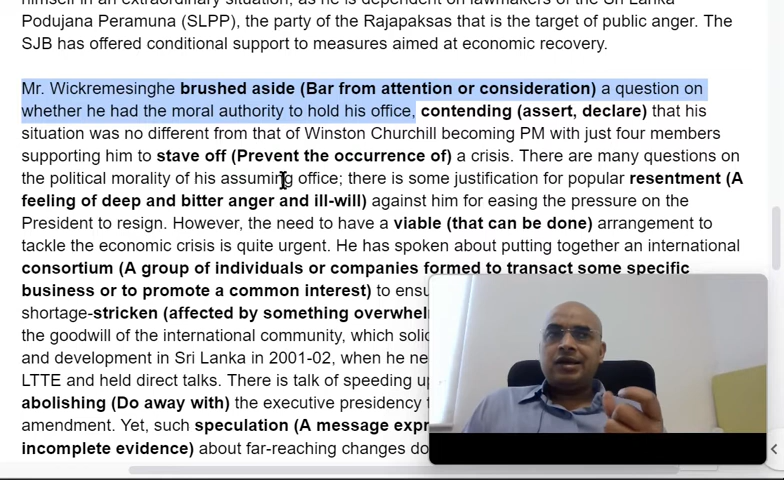 himself in an extraordinary situation, as he is dependent on lawmakers of the Sri Lanka
Podujana Peramuna (SLPP), the party of the Rajapaksas that is the target of public anger. The
SJB has offered conditional support to measures aimed at economic recovery.
Mr. Wickremesinghe brushed aside (Bar from attention or consideration) a question on
whether he had the moral authority to hold his office, contending (assert, declare) that his
situation was no different from that of Winston Churchill becoming PM with just four members
supporting him to stave off (Prevent the occurrence of) a crisis. There are many questions on
the political morality of his assuming office; there is some justification for popular resentment (A
feeling of deep and bitter anger and ill-will) against him for easing the pressure on the
President to resign. However, the need to have a viable (that can be done) arrangement to
tackle the economic crisis is quite urgent. He has spoken about putting together an international
consortium (A group of individuals or companies formed to transact some specific
business or to promote a common interest) to ensu
shortage-stricken (affected by something overwhel
the goodwill of the international community, which solic
and development in Sri Lanka in 2001-02, when he ne
LTTE and held direct talks. There is talk of speeding up
abolishing (Do away with) the executive presidency t
amendment. Yet, such speculation (A message expr
incomplete evidence) about far-reaching changes do